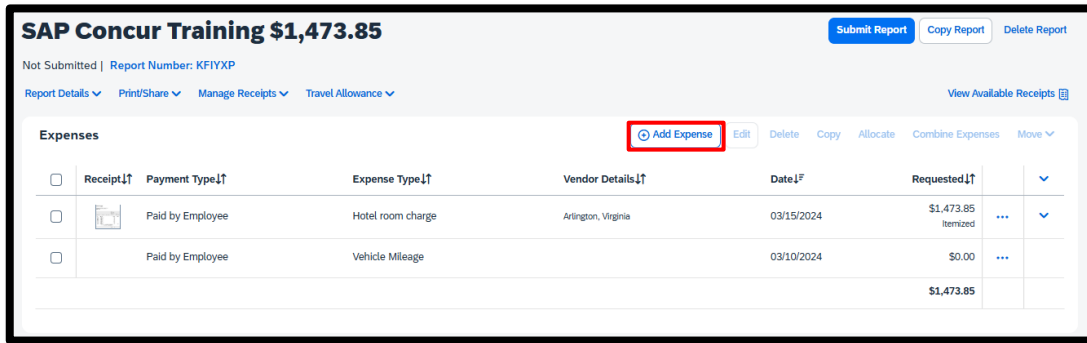 SAP Concur Training $1,473.85
Submit Report Copy Report Delete Report
Not Submitted | Report Number: KFIYXP
Report Details Print/Share Manage Receipts Travel Allowance View Available Receipts
Expenses Add Expense Edit Delete Copy Allocate Combine Expenses Move
Receipt Payment Type Expense Type Vendor Details Date Requested
Paid by Employee Hotel room charge Arlington, Virginia 03/15/2024 $1,473.85
Itemized
Paid by Employee Vehicle Mileage 03/10/2024 $0.00
$1,473.85